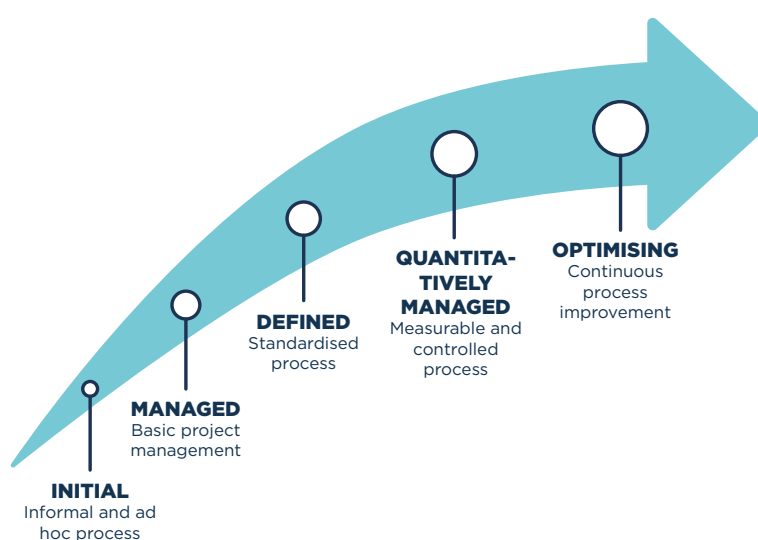 INITIAL
Informal and ad
hoc process
MANAGED
Basic project
management
DEFINED
Standardised
process
QUANTITA-
TIVELY
MANAGED
Measurable and
controlled
process
OPTIMISING
Continuous
process
improvement